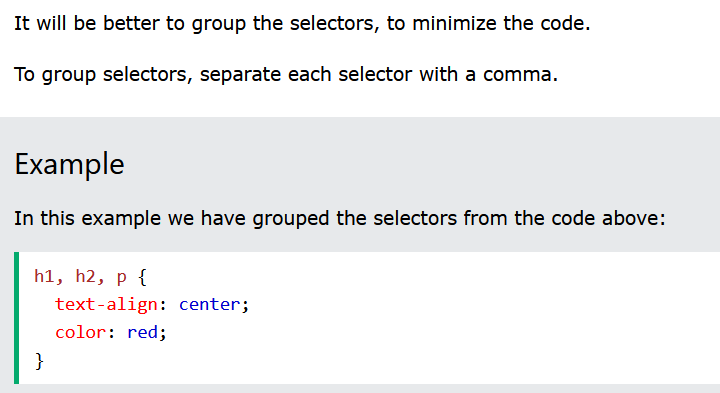 It will be better to group the selectors, to minimize the code.
To group selectors, separate each selector with a comma.
Example
In this example we have grouped the selectors from the code above:
h1, h2, p {
  text-align: center;
  color: red;
}